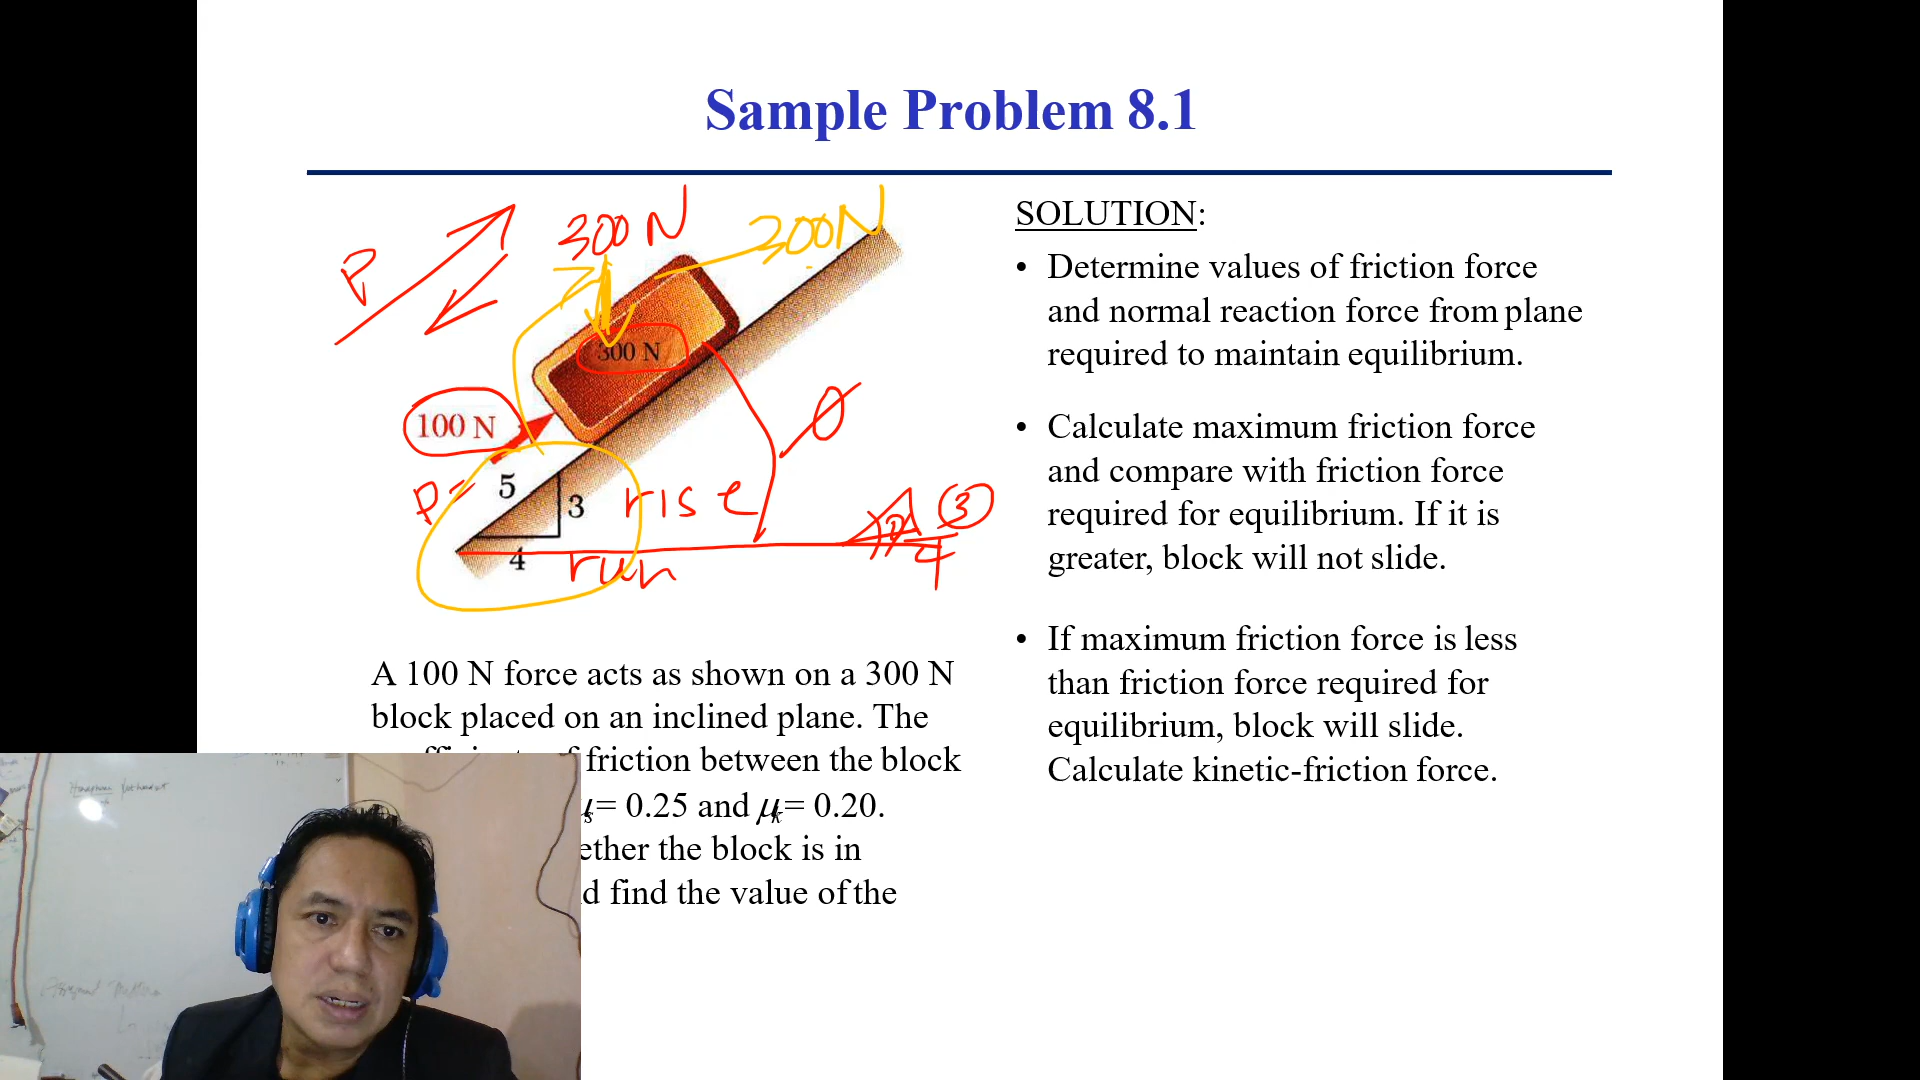 Sample Problem 8.1
300 N
300N
P
300 N
100 N
θ
P=
5
3
rise
3
4
4
run
A 100 N force acts as shown on a 300 N
block placed on an inclined plane. The
friction between the block
s= 0.25 and μk= 0.20.
ether the block is in
d find the value of the
SOLUTION:
• Determine values of friction force
and normal reaction force from plane
required to maintain equilibrium.
• Calculate maximum friction force
and compare with friction force
required for equilibrium. If it is
greater, block will not slide.
• If maximum friction force is less
than friction force required for
equilibrium, block will slide.
Calculate kinetic-friction force.